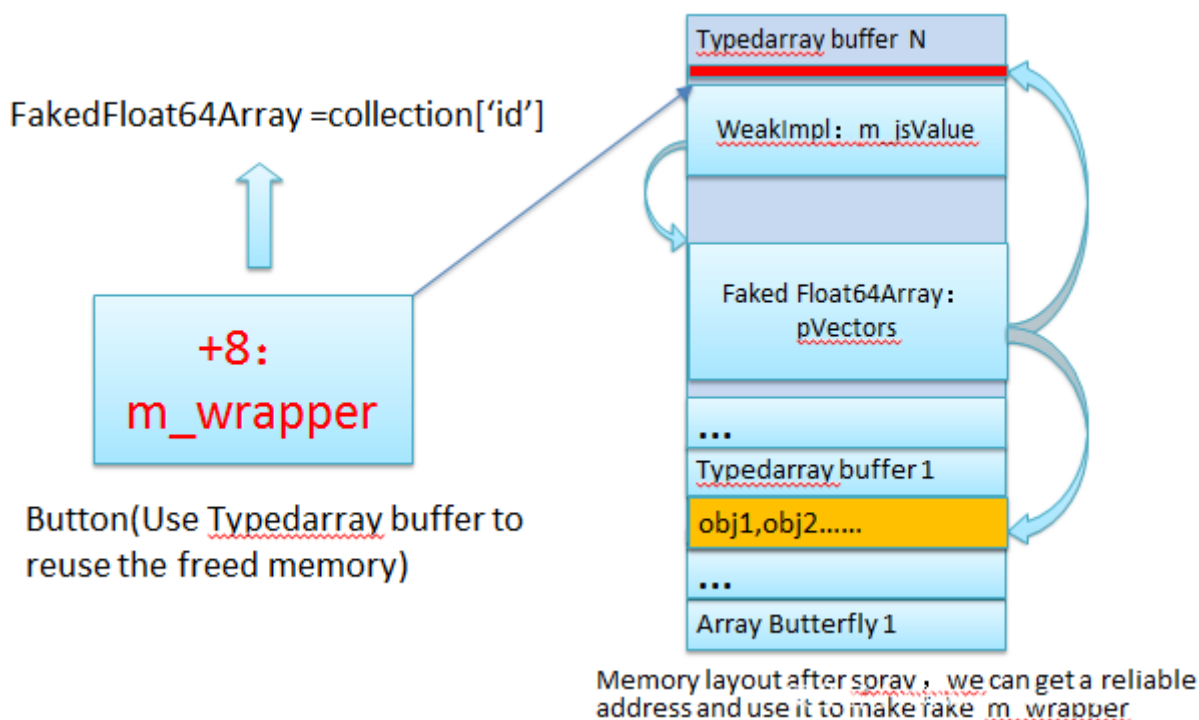 FakedFloat64Array =collection[‘id’]
+8：
m_wrapper
Button(Use Typedarray buffer to
reuse the freed memory)
Typedarray buffer N
WeakImpl：m_jsValue
Faked Float64Array：
pVectors
...
Typedarray buffer 1
obj1,obj2......
...
Array Butterfly 1
Memory layout after spray， we can get a reliable
address and use it to make fake m_wrapper